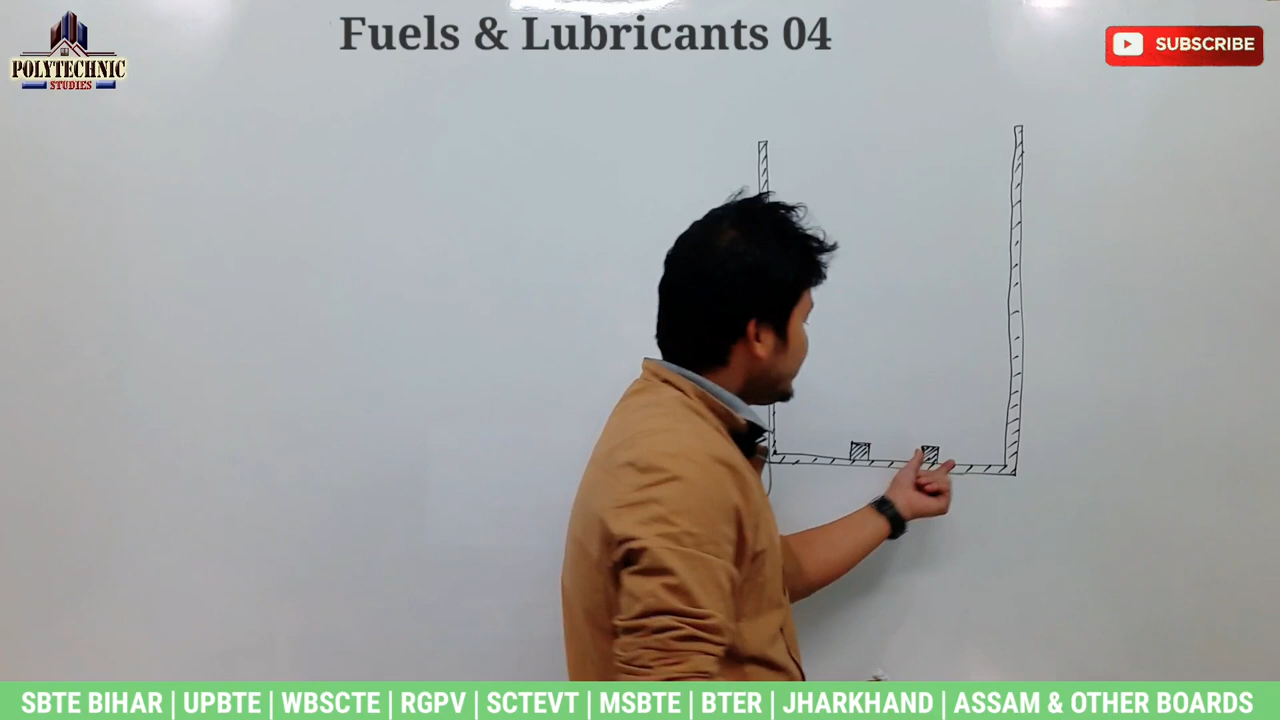 Fuels & Lubricants 04
POLYTECHNIC
STUDIES
SUBSCRIBE
SBTE BIHAR | UPBTE | WBSCTE | RGPV | SCTEVT | MSBTE | BTER | JHARKHAND | ASSAM & OTHER BOARDS